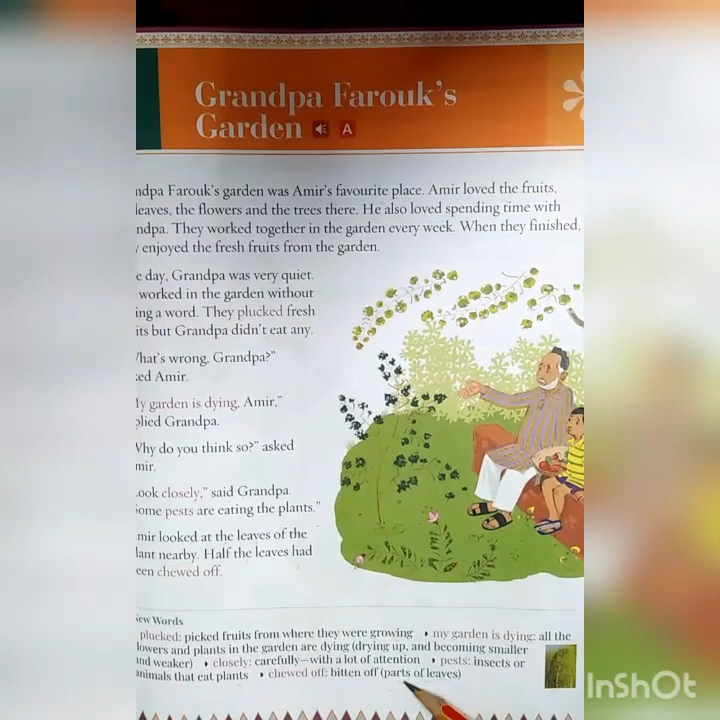 Grandpa Farouk's
Garden A
ndpa Farouk's garden was Amir's favourite place. Amir loved the fruits,
leaves, the flowers and the trees there. He also loved spending time with
ndpa. They worked together in the garden every week. When they finished,
y enjoyed the fresh fruits from the garden.
e day, Grandpa was very quiet.
worked in the garden without
ing a word. They plucked fresh
its but Grandpa didn't eat any.
hat's wrong, Grandpa?"
ed Amir.
y garden is dying, Amir,"
plied Grandpa.
Why do you think so?" asked
mir.
ook closely," said Grandpa.
ome pests are eating the plants."
mir looked at the leaves of the
lant nearby. Half the leaves had
een chewed off.
New Words
plucked: picked fruits from where they were growing • my garden is dying: all the
lowers and plants in the garden are dying (drying up, and becoming smaller
and weaker) • closely: carefully—with a lot of attention • pests: insects or
animals that eat plants • chewed off: bitten off (parts of leaves)
InShOt